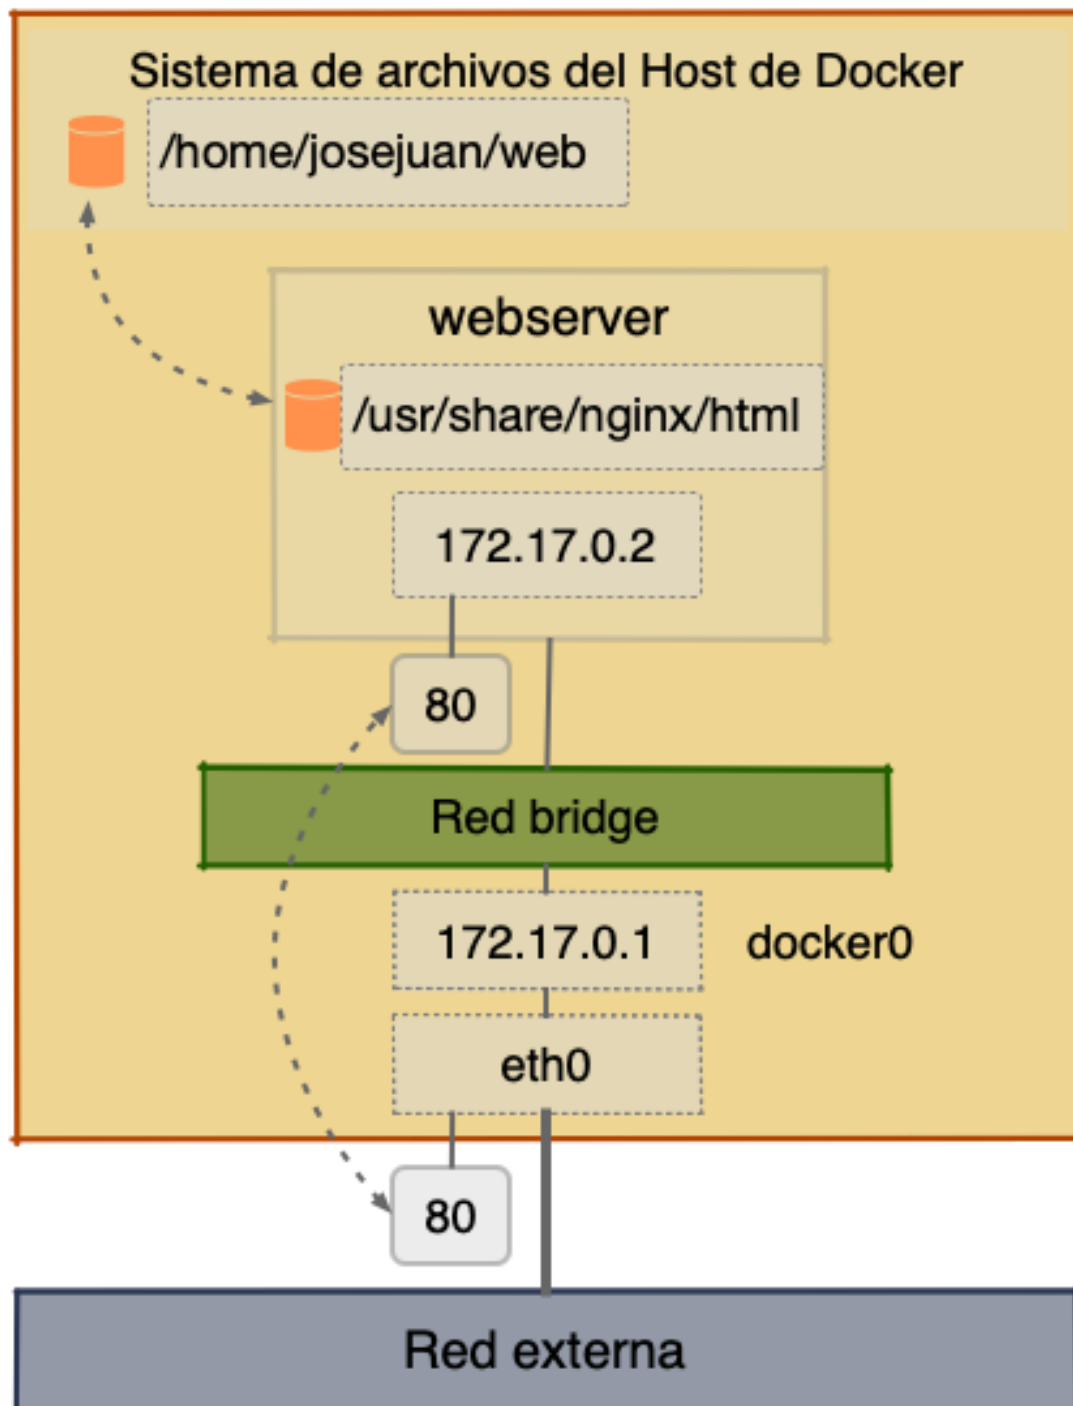 Sistema de archivos del Host de Docker
/home/josejuan/web
webserver
/usr/share/nginx/html
172.17.0.2
80
Red bridge
172.17.0.1
docker0
eth0
80
Red externa